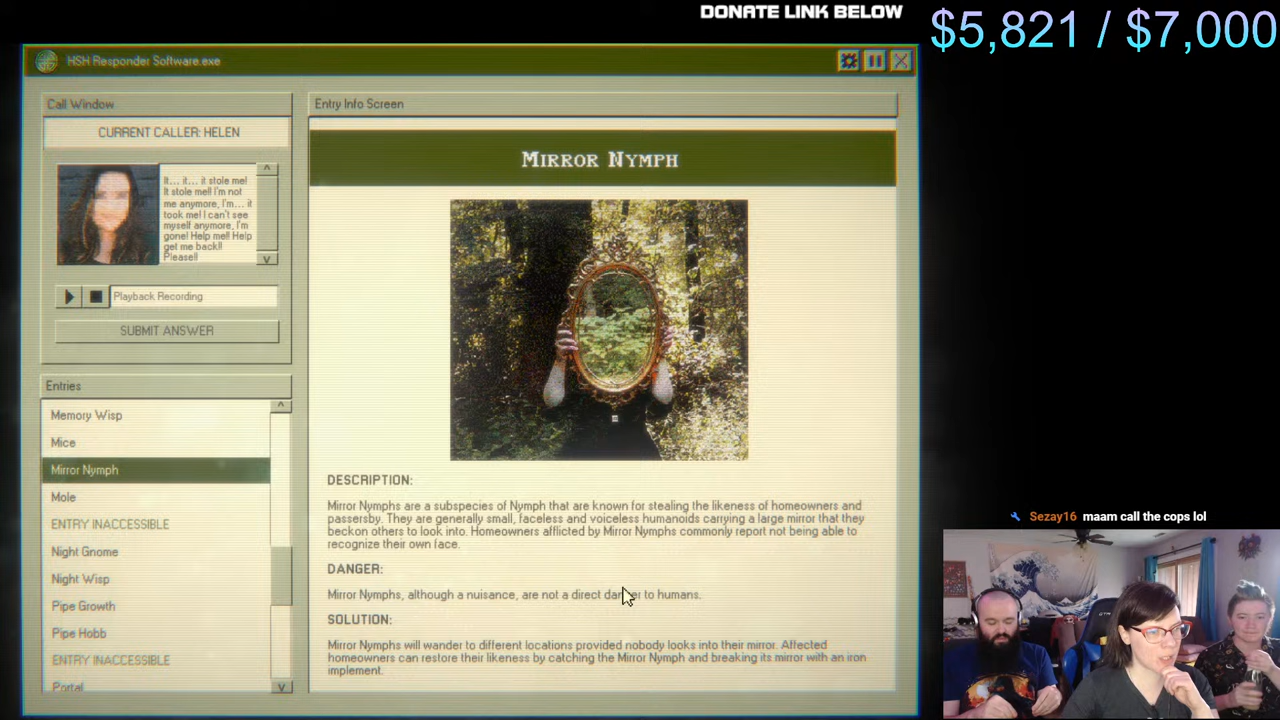 DONATE LINK BELOW
$5,821 / $7,000
HSH Responder Software.exe
Call Window
CURRENT CALLER: HELEN
It... it... it stole me!
It stole me!! I'm not
me anymore, I'm... it
took me! I can't see
myself anymore, I'm
gone! Help me!! Help
get me back!!
Please!!
Playback Recording
SUBMIT ANSWER
Entries
Memory Wisp
Mice
Mirror Nymph
Mole
ENTRY INACCESSIBLE
Night Gnome
Night Wisp
Pipe Growth
Pipe Hobb
ENTRY INACCESSIBLE
Portal
Entry Info Screen
MIRROR NYMPH
DESCRIPTION:
Mirror Nymphs are a subspecies of Nymph that are known for stealing the likeness of homeowners and
passersby. They are generally small, faceless and voiceless humanoids carrying a large mirror that they
beckon others to look into. Homeowners afflicted by Mirror Nymphs commonly report not being able to
recognize their own face.
DANGER:
Mirror Nymphs, although a nuisance, are not a direct danger to humans.
SOLUTION:
Mirror Nymphs will wander to different locations provided nobody looks into their mirror. Affected
homeowners can restore their likeness by catching the Mirror Nymph and breaking its mirror with an iron
implement.
Sezay16 maam call the cops lol